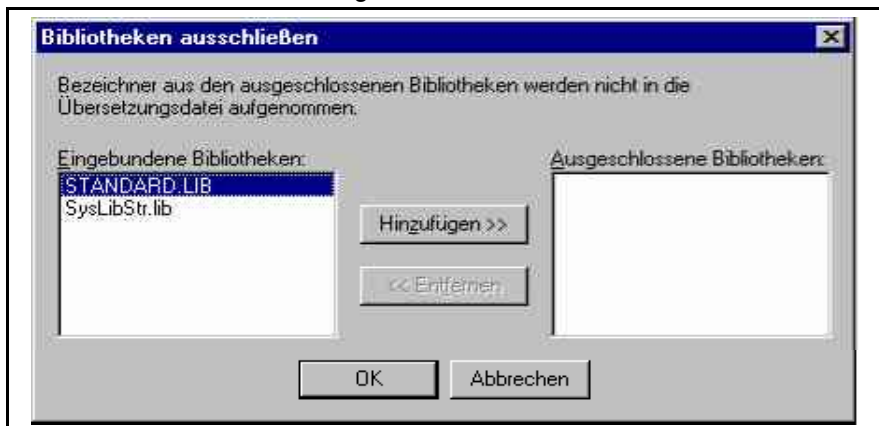 Bibliotheken ausschließen
Bezeichner aus den ausgeschlossenen Bibliotheken werden nicht in die
Übersetzungsdatei aufgenommen.
Eingebundene Bibliotheken:
STANDARD.LIB
SysLibStr.lib
Hinzufügen >>
<< Entfernen
Ausgeschlossene Bibliotheken:
OK
Abbrechen